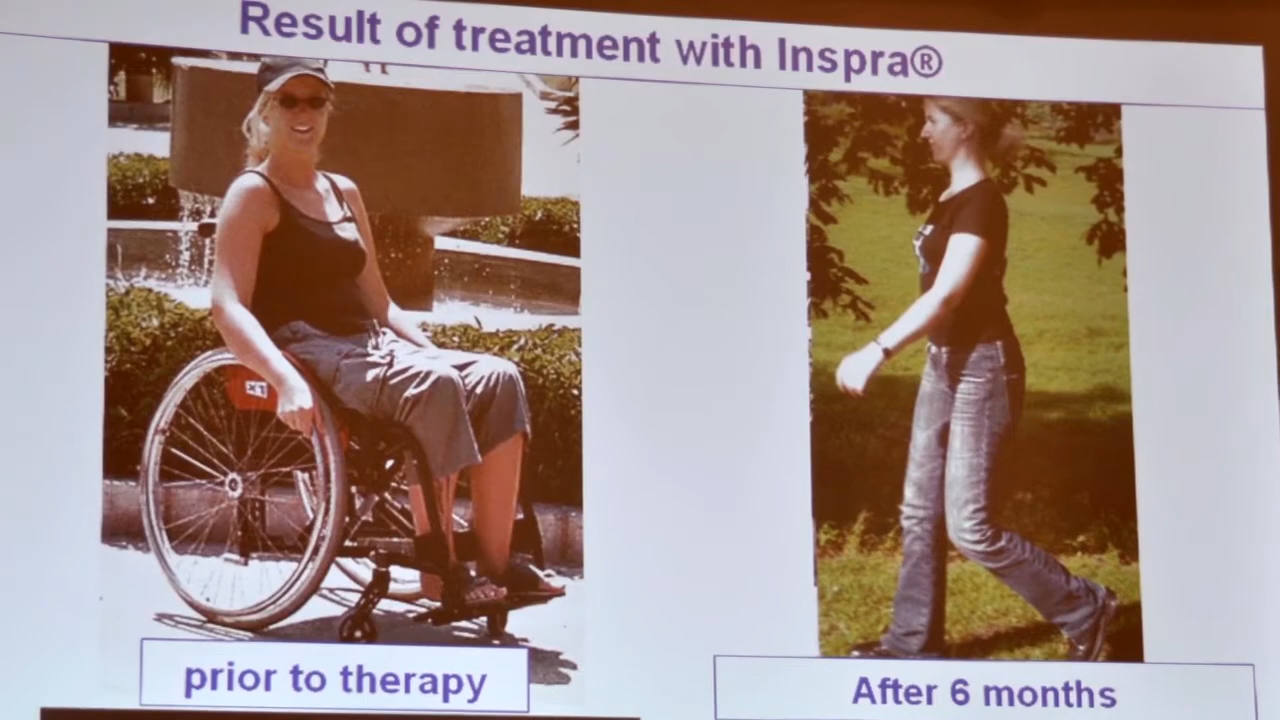 Result of treatment with Inspra®
prior to therapy
After 6 months